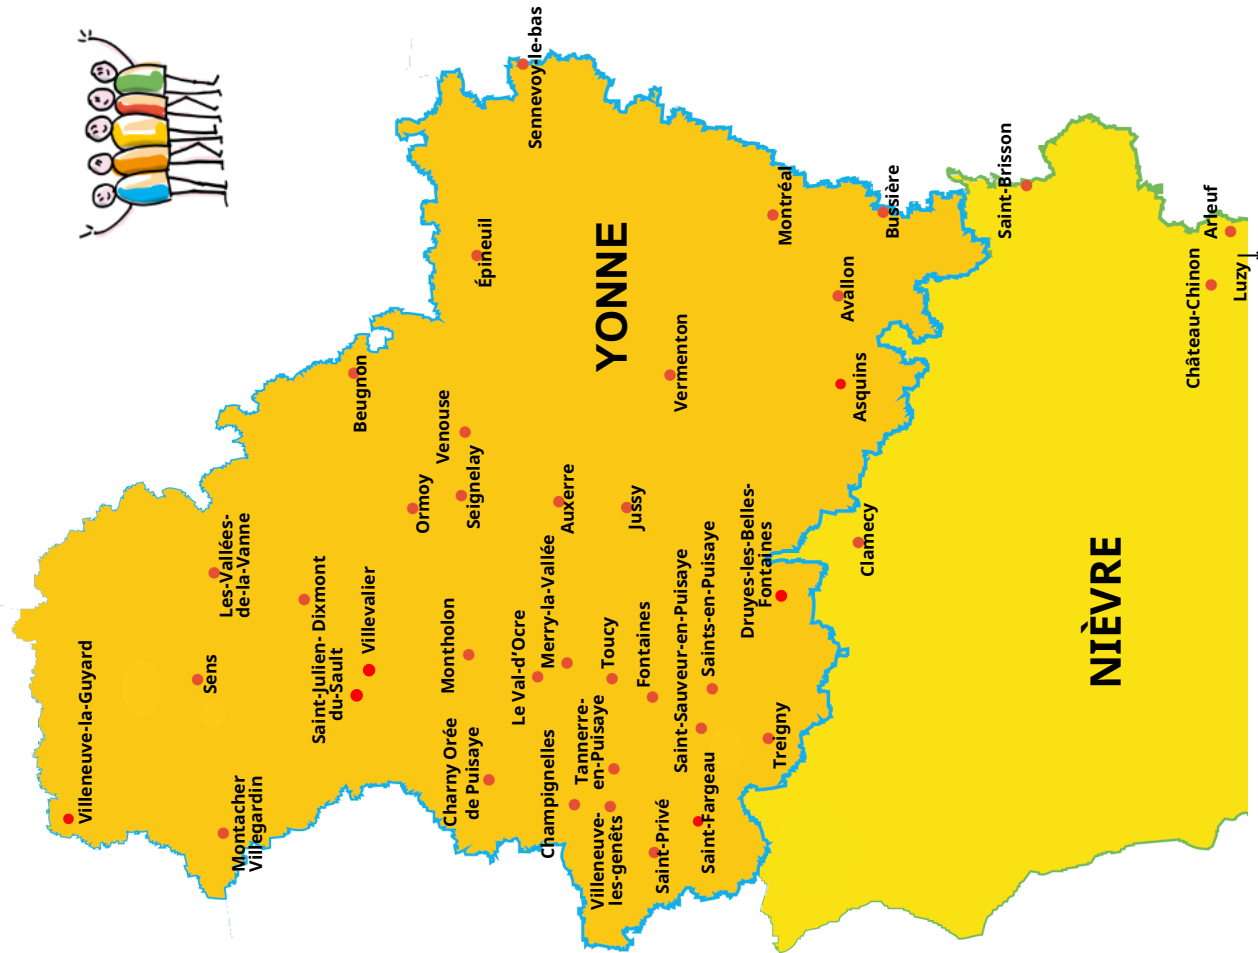 Villeneuve-la-Guyard
Sens
Montacher
Villegardin
Les-Vallées-
de-la-Vanne
Saint-Julien-
du-Sault
Dixmont
Villevalier
Beugnon
Ormoy
Venouse
Seignelay
Montholon
Charny Orée
de Puisaye
Épineuil
Sennevoy-le-bas
Le Val-d’Ocre
Merry-la-Vallée
Auxerre
Champignelles
Tannerre-
en-Puisaye
Villeneuve-
les-genêts
Toucy
Fontaines
Jussy
YONNE
Vermenton
Saint-Privé
Saint-Sauveur-en-Puisaye
Saints-en-Puisaye
Saint-Fargeau
Druyes-les-Belles-
Fontaines
Treigny
Montréal
Avallon
Asquins
Bussière
Clamecy
Saint-Brisson
NIÈVRE
Château-Chinon
Arleuf
Luzy